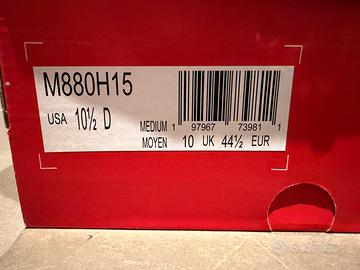 M880H15
USA 10½ D
MEDIUM 1 97967 73981 1
MOYEN 10 UK 44½ EUR